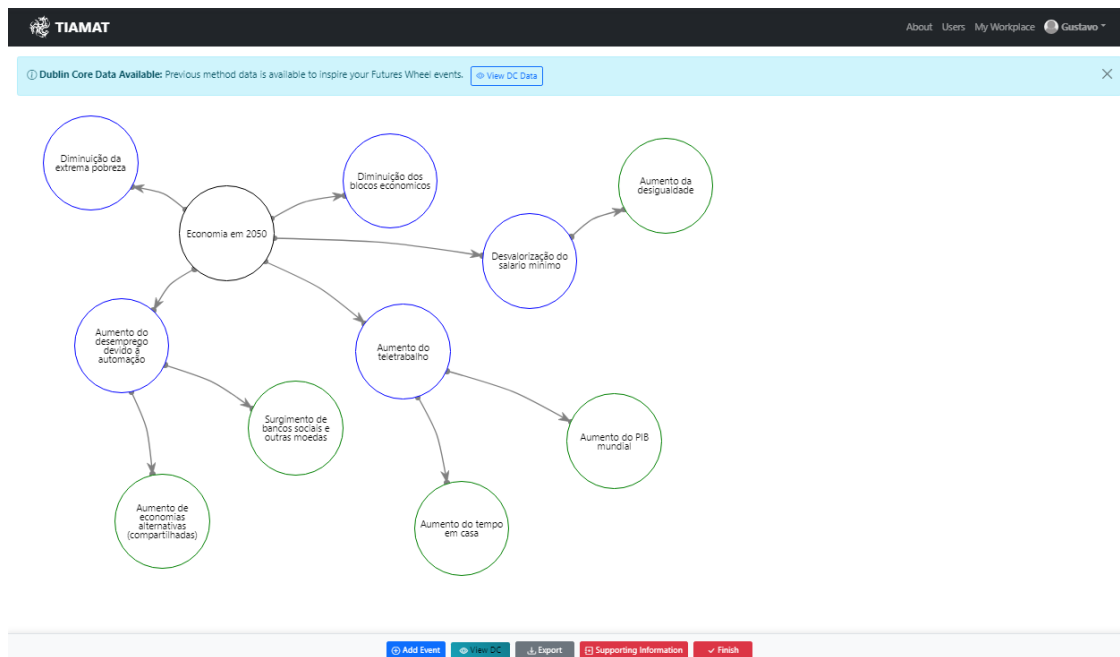 TIAMAT
About Users My Workplace Gustavo
Dublin Core Data Available: Previous method data is available to inspire your Futures Wheel events. View DC Data
Diminuição da
extrema pobreza
Diminuição dos
blocos económicos
Aumento da
desigualdade
Economia em 2050
Desvalorização do
salario mínimo
Aumento do
desemprego
devido á
automação
Aumento do
teletrabalho
Surgimento de
bancos sociais e
outras moedas
Aumento do PIB
mundial
Aumento de
economias
alternativas
(compartilhadas)
Aumento do tempo
em casa
Add Event View DC Export Supporting Information Finish